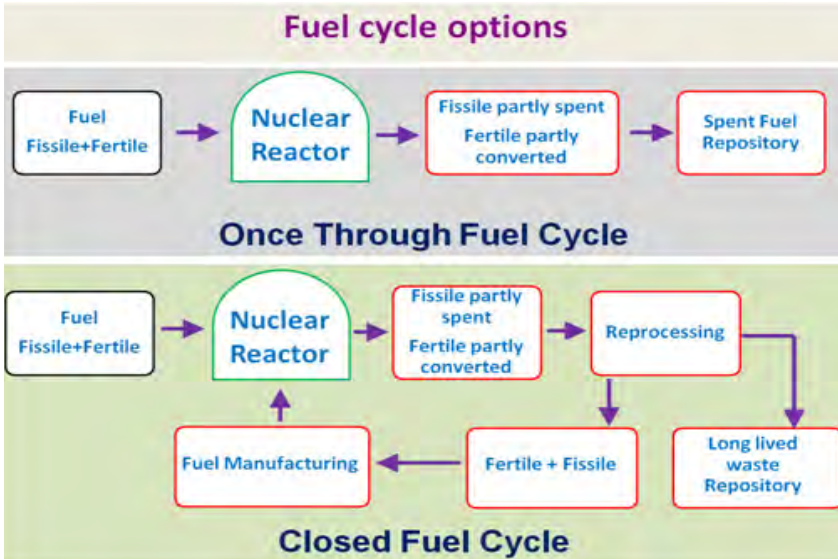 Fuel cycle options
Fuel
Fissile+Fertile
Nuclear
Reactor
Fissile partly spent
Fertile partly
converted
Spent Fuel
Repository
Once Through Fuel Cycle
Fuel
Fissile+Fertile
Nuclear
Reactor
Fissile partly
spent
Fertile partly
converted
Reprocessing
Fuel Manufacturing
Fertile + Fissile
Long lived
waste
Repository
Closed Fuel Cycle